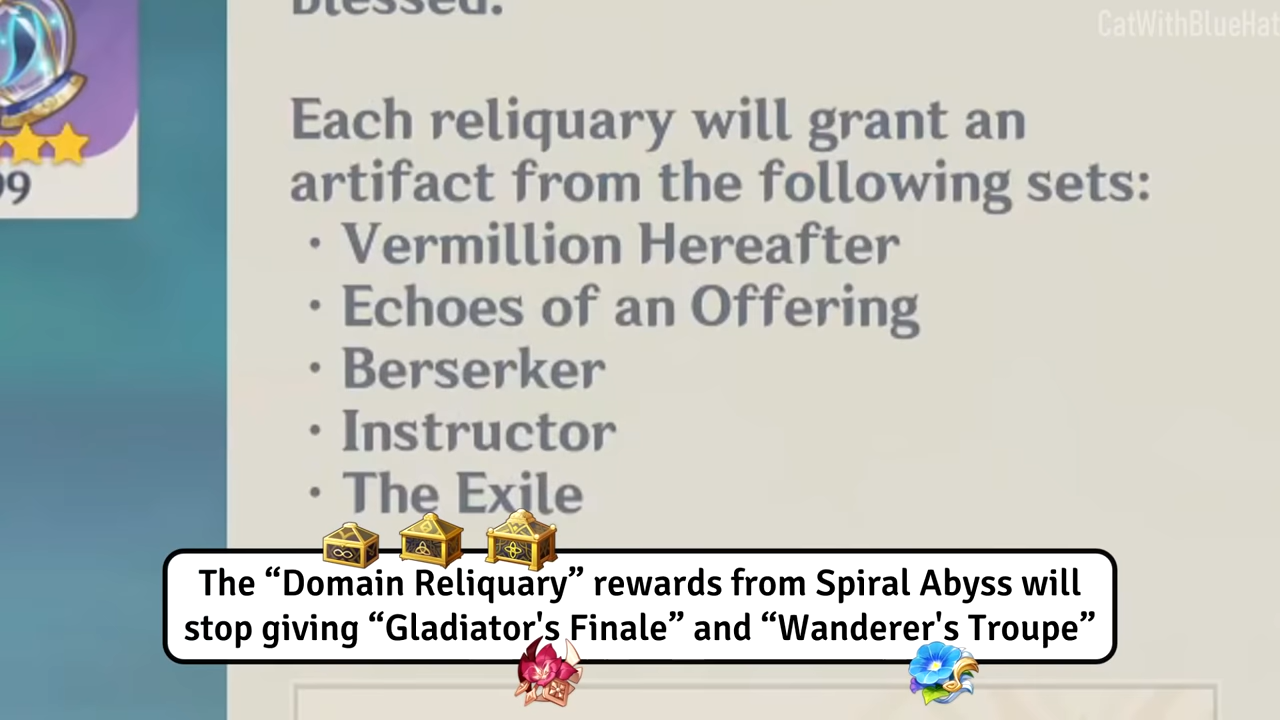 blessed.
CatWithBlueHat
Each reliquary will grant an
artifact from the following sets:
· Vermillion Hereafter
· Echoes of an Offering
· Berserker
· Instructor
· The Exile
The “Domain Reliquary” rewards from Spiral Abyss will
stop giving “Gladiator's Finale” and “Wanderer's Troupe”